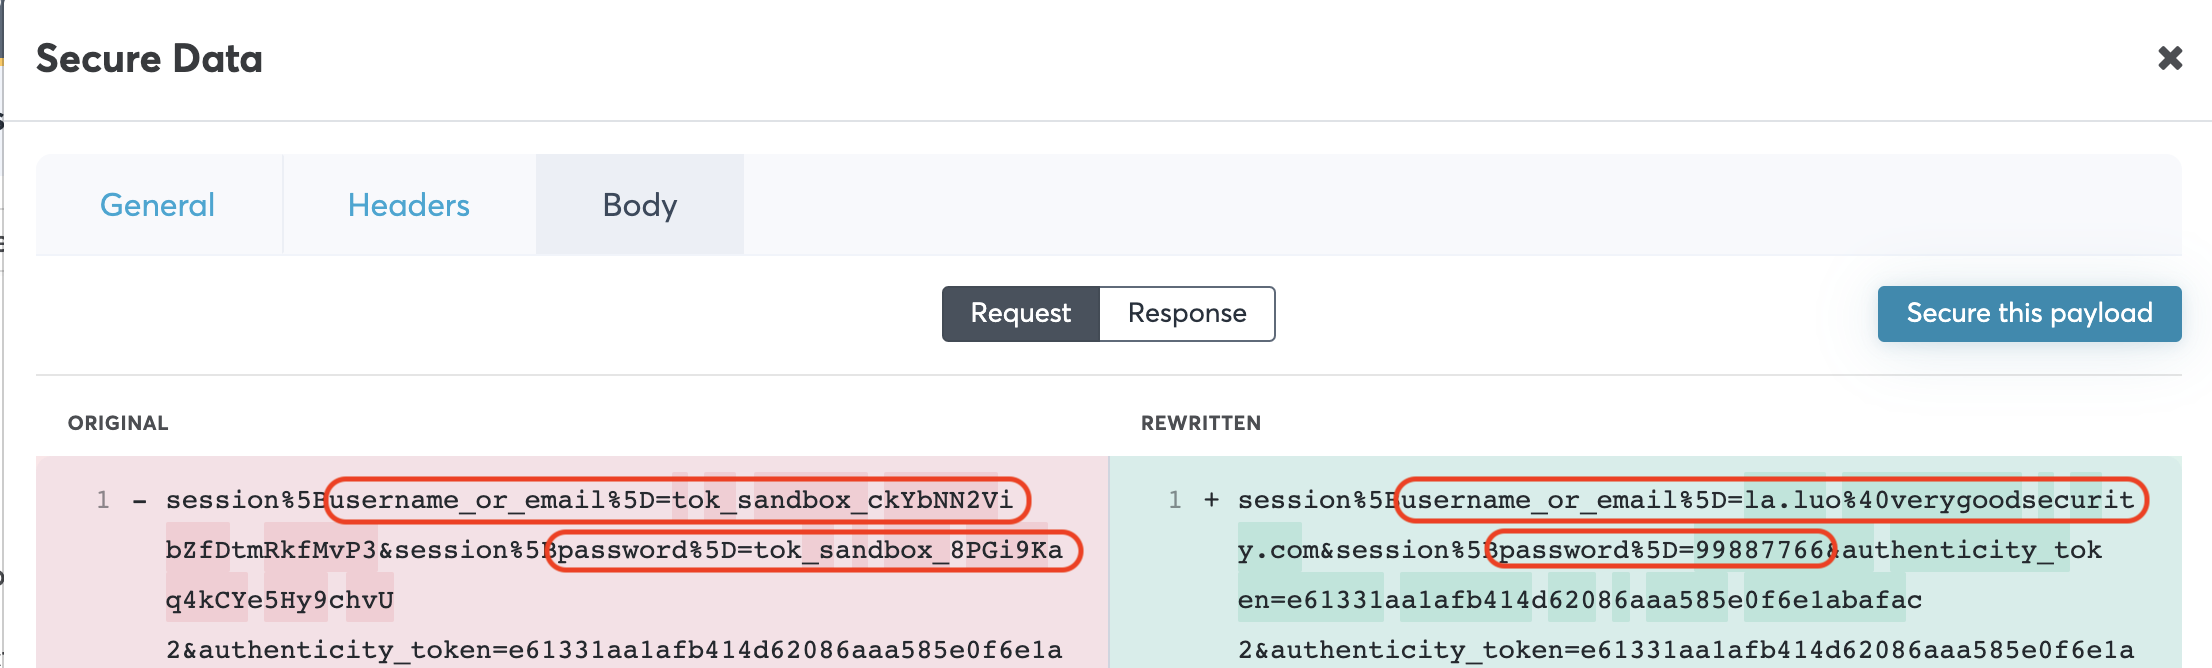 Secure Data
General Headers Body
Request Response Secure this payload
ORIGINAL
REWRITTEN
1 - session%5Busername_or_email%5D=tok_sandbox_ckYbNN2Vi
bZfDtmRkfMvP3&session%5Bpassword%5D=tok_sandbox_8PGi9Ka
q4kCYe5Hy9chvU
2&authenticity_token=e61331aa1afb414d62086aaa585e0f6e1a
1 + session%5Busername_or_email%5D=la.luo%40verygoodsecurit
y.com&session%5Bpassword%5D=99887766&authenticity_tok
en=e61331aa1afb414d62086aaa585e0f6e1abafac
2&authenticity_token=e61331aa1afb414d62086aaa585e0f6e1a